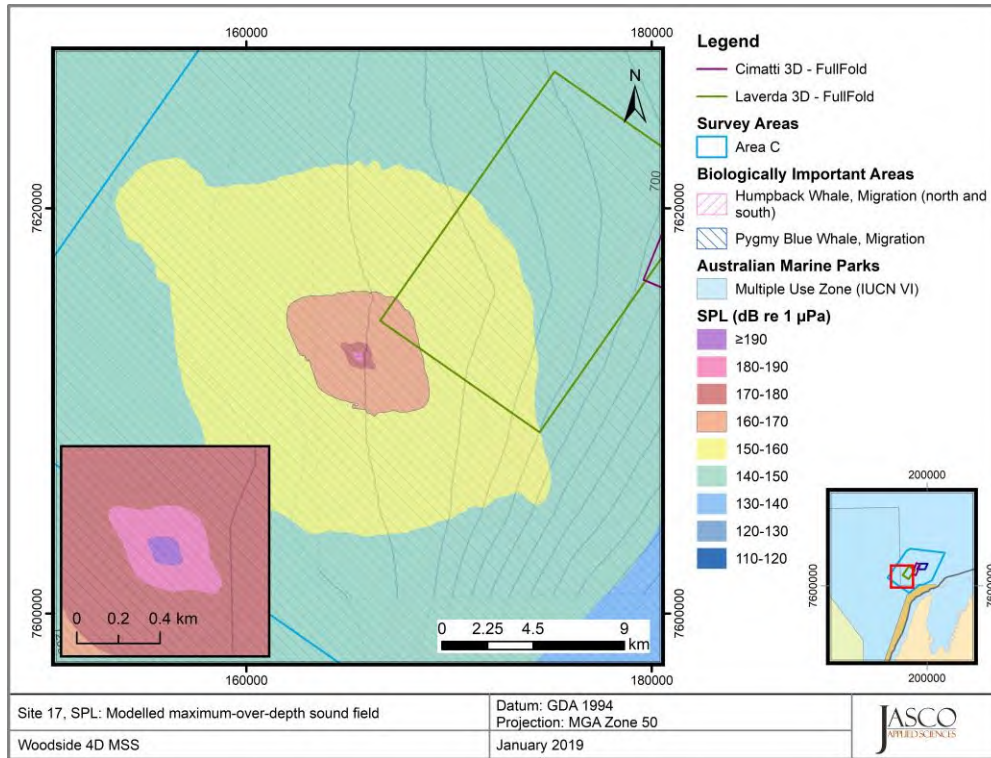 160000
180000
7620000
7600000
N
700
7620000
7600000
0 0.2 0.4 km
0 2.25 4.5 9
km
160000
180000
Legend
Cimatti 3D - FullFold
Laverda 3D - FullFold
Survey Areas
Area C
Biologically Important Areas
Humpback Whale, Migration (north and
south)
Pygmy Blue Whale, Migration
Australian Marine Parks
Multiple Use Zone (IUCN VI)
SPL (dB re 1 µPa)
≥190
180-190
170-180
160-170
150-160
140-150
130-140
120-130
110-120
200000
7600000
7600000
200000
Site 17, SPL: Modelled maximum-over-depth sound field
Woodside 4D MSS
Datum: GDA 1994
Projection: MGA Zone 50
January 2019
JASCO
APPLIED SCIENCES